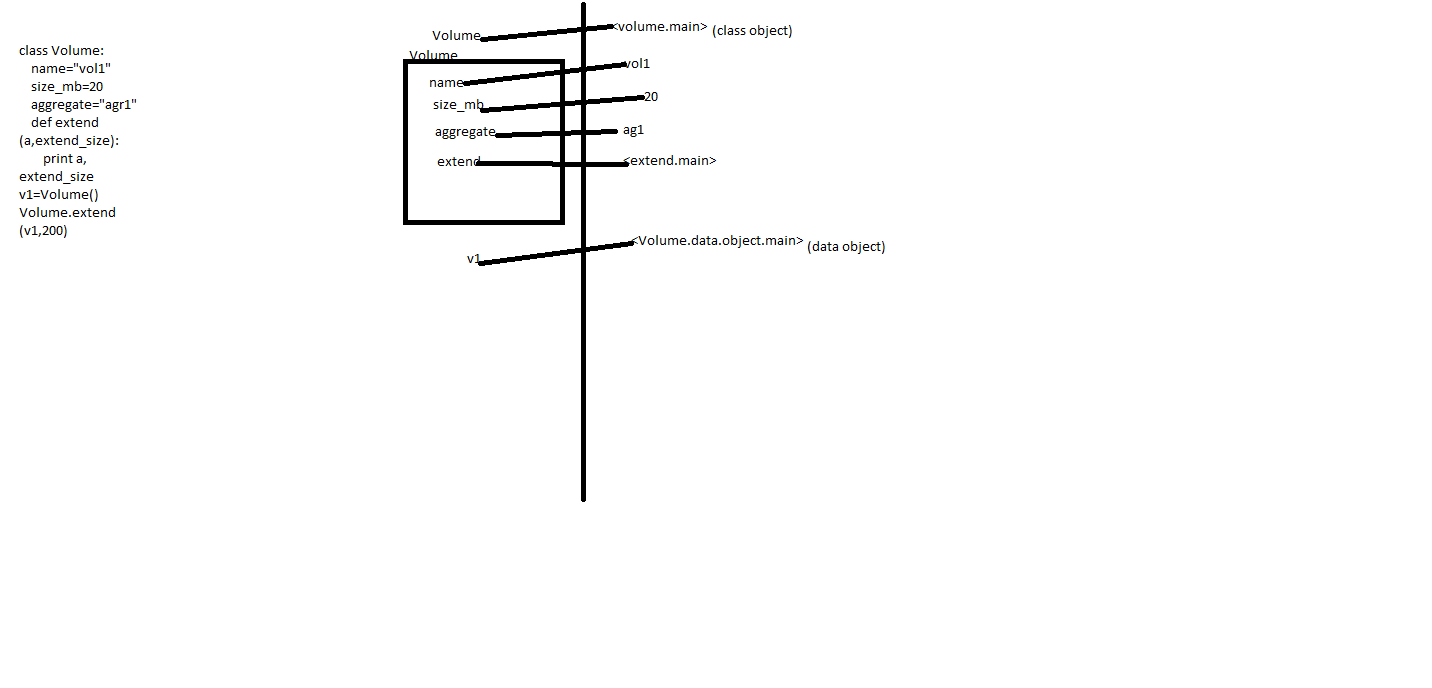 class Volume:
name="vol1"
size_mb=20
aggregate="agr1"
def extend
(a,extend_size):
print a,
extend_size
v1=Volume()
Volume.extend
(v1,200)
Volume <volume.main> (class object)
Volume
name vol1
size_mb 20
aggregate ag1
extend <extend.main>
v1 <Volume.data.object.main> (data object)